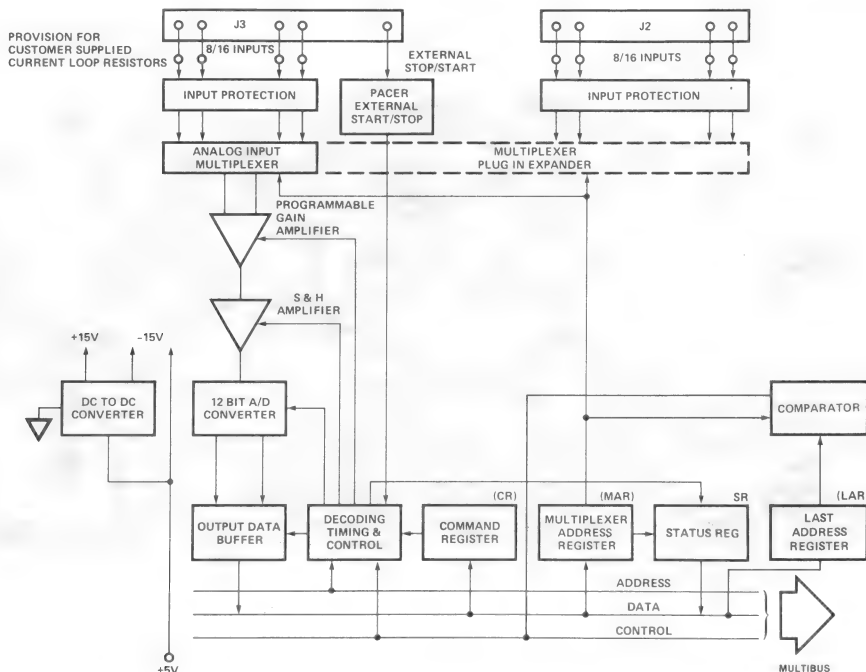 J3
J2
PROVISION FOR
CUSTOMER SUPPLIED
CURRENT LOOP RESISTORS
8/16 INPUTS
EXTERNAL
STOP/START
8/16 INPUTS
INPUT PROTECTION
PACER
EXTERNAL
START/STOP
INPUT PROTECTION
ANALOG INPUT
MULTIPLEXER
MULTIPLEXER
PLUG IN EXPANDER
PROGRAMMABLE
GAIN
AMPLIFIER
S & H
AMPLIFIER
+15V
-15V
DC TO DC
CONVERTER
12 BIT A/D
CONVERTER
COMPARATOR
(CR)
(MAR)
SR
(LAR)
OUTPUT DATA
BUFFER
DECODING
TIMING &
CONTROL
COMMAND
REGISTER
MULTIPLEXER
ADDRESS
REGISTER
STATUS REG
LAST
ADDRESS
REGISTER
ADDRESS
DATA
CONTROL
+5V
MULTIBUS